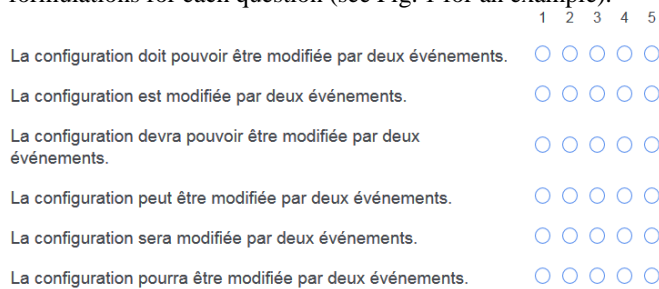 formulations for each question (see Fig. 1 for an example).
1 2 3 4 5
La configuration doit pouvoir être modifiée par deux événements.
La configuration est modifiée par deux événements.
La configuration devra pouvoir être modifiée par deux
événements.
La configuration peut être modifiée par deux événements.
La configuration sera modifiée par deux événements.
La configuration pourra être modifiée par deux événements.